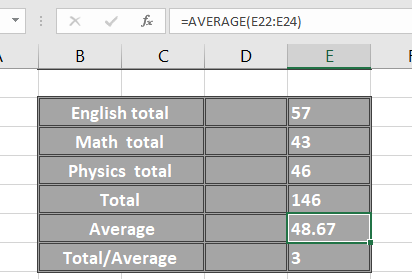 fx =AVERAGE(E22:E24)
B C D E
English total 57
Math total 43
Physics total 46
Total 146
Average 48.67
Total/Average 3